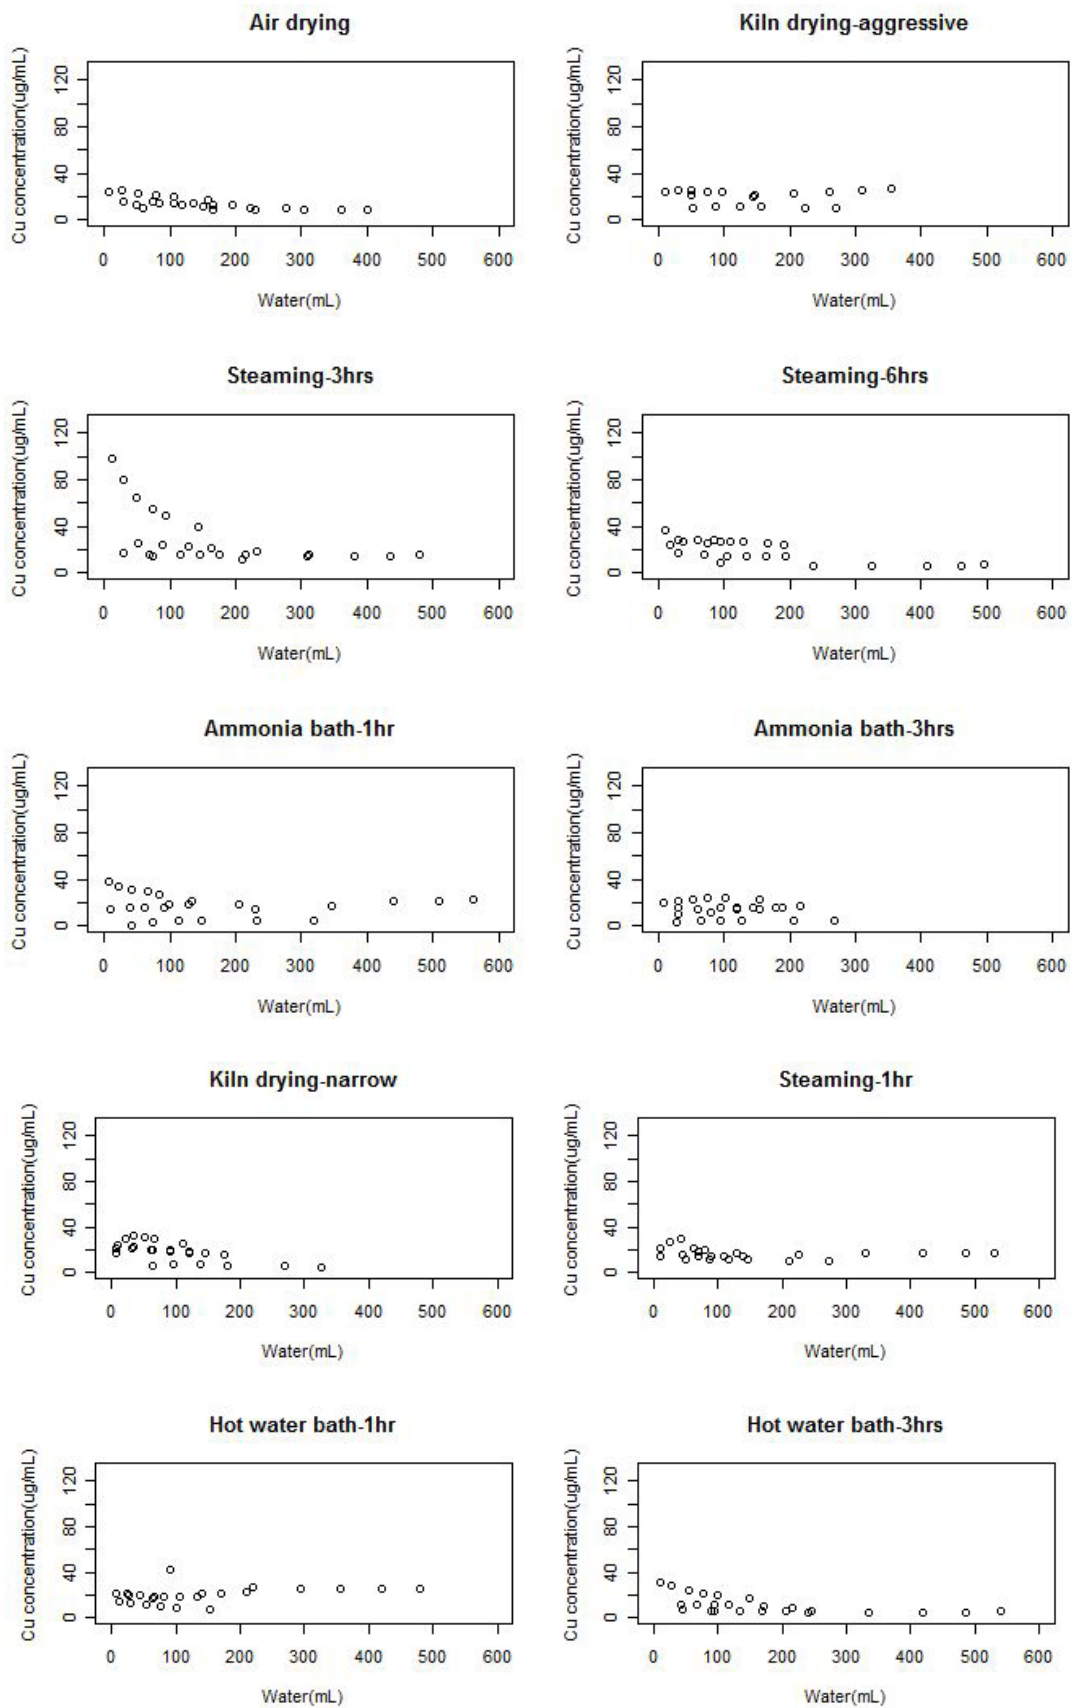 Air drying
Cu concentration(ug/mL)
0 40 80 120
0 100 200 300 400 500 600
Water(mL)
Kiln drying-aggressive
Cu concentration(ug/mL)
0 40 80 120
0 100 200 300 400 500 600
Water(mL)
Steaming-3hrs
Cu concentration(ug/mL)
0 40 80 120
0 100 200 300 400 500 600
Water(mL)
Steaming-6hrs
Cu concentration(ug/mL)
0 40 80 120
0 100 200 300 400 500 600
Water(mL)
Ammonia bath-1hr
Cu concentration(ug/mL)
0 40 80 120
0 100 200 300 400 500 600
Water(mL)
Ammonia bath-3hrs
Cu concentration(ug/mL)
0 40 80 120
0 100 200 300 400 500 600
Water(mL)
Kiln drying-narrow
Cu concentration(ug/mL)
0 40 80 120
0 100 200 300 400 500 600
Water(mL)
Steaming-1hr
Cu concentration(ug/mL)
0 40 80 120
0 100 200 300 400 500 600
Water(mL)
Hot water bath-1hr
Cu concentration(ug/mL)
0 40 80 120
0 100 200 300 400 500 600
Water(mL)
Hot water bath-3hrs
Cu concentration(ug/mL)
0 40 80 120
0 100 200 300 400 500 600
Water(mL)